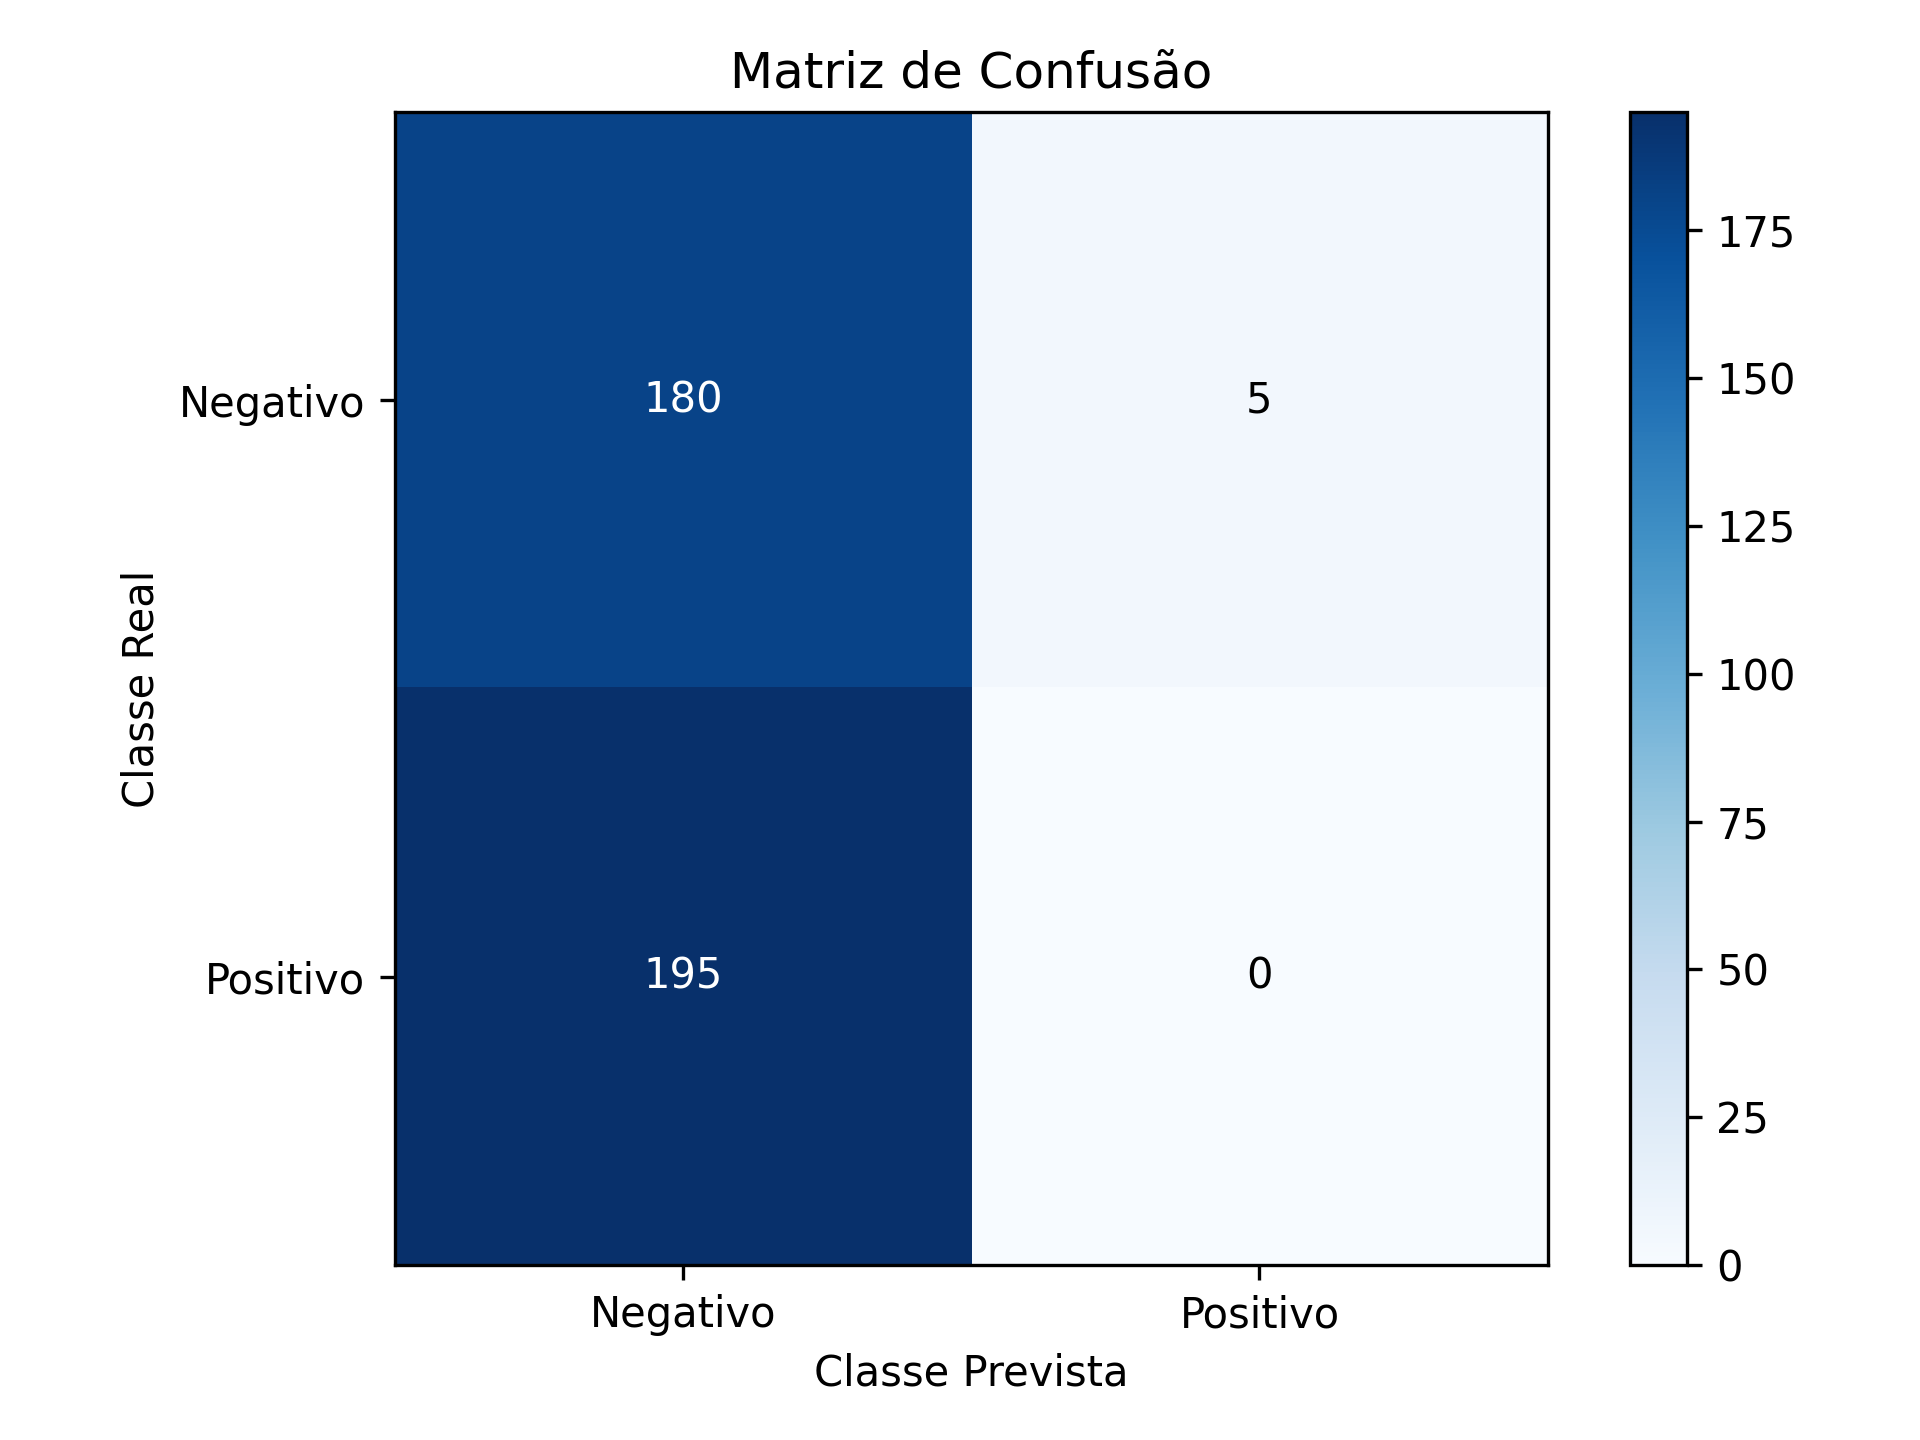 Matriz de Confusão
Classe Real
Negativo
180
5
Positivo
195
0
Negativo
Positivo
Classe Prevista
175
150
125
100
75
50
25
0